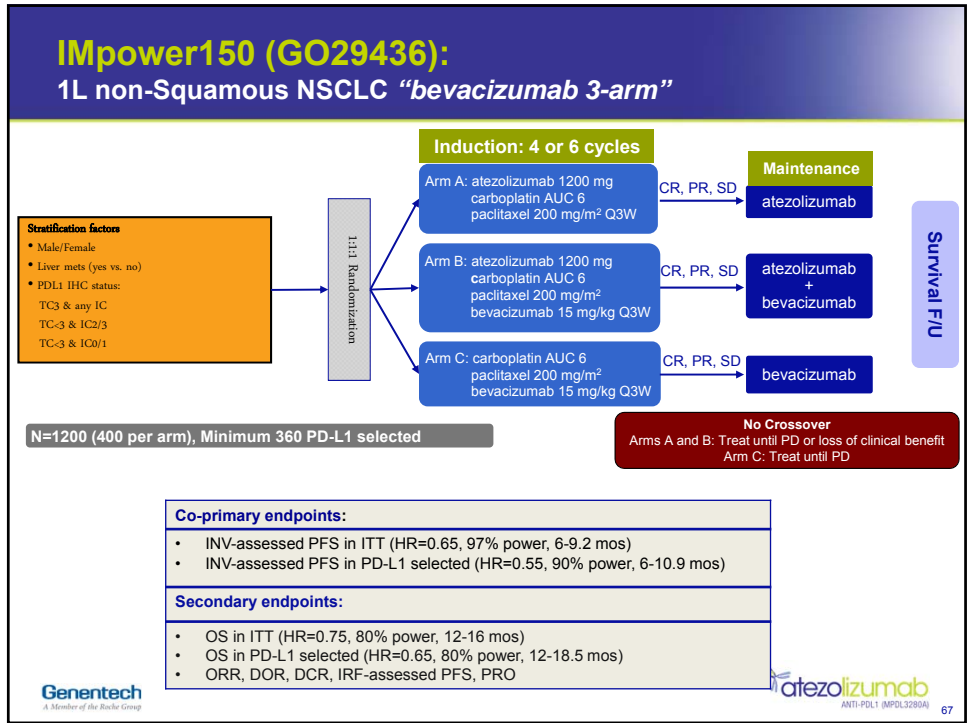 IMpower150 (GO29436):
1L non-Squamous NSCLC “bevacizumab 3-arm”
Stratification factors
• Male/Female
• Liver mets (yes vs. no)
• PDL1 IHC status:
TC3 & any IC
TC<3 & IC2/3
TC<3 & IC0/1
1:1:1 Randomization
Induction: 4 or 6 cycles
Arm A: atezolizumab 1200 mg
carboplatin AUC 6
paclitaxel 200 mg/m² Q3W
CR, PR, SD
Maintenance
atezolizumab
Arm B: atezolizumab 1200 mg
carboplatin AUC 6
paclitaxel 200 mg/m²
bevacizumab 15 mg/kg Q3W
CR, PR, SD
atezolizumab
+
bevacizumab
Arm C: carboplatin AUC 6
paclitaxel 200 mg/m²
bevacizumab 15 mg/kg Q3W
CR, PR, SD
bevacizumab
Survival F/U
N=1200 (400 per arm), Minimum 360 PD-L1 selected
No Crossover
Arms A and B: Treat until PD or loss of clinical benefit
Arm C: Treat until PD
Co-primary endpoints:
• INV-assessed PFS in ITT (HR=0.65, 97% power, 6-9.2 mos)
• INV-assessed PFS in PD-L1 selected (HR=0.55, 90% power, 6-10.9 mos)
Secondary endpoints:
• OS in ITT (HR=0.75, 80% power, 12-16 mos)
• OS in PD-L1 selected (HR=0.65, 80% power, 12-18.5 mos)
• ORR, DOR, DCR, IRF-assessed PFS, PRO
Genentech
A Member of the Roche Group
atezolizumab
ANTI-PDL1 (MPDL3280A)
67